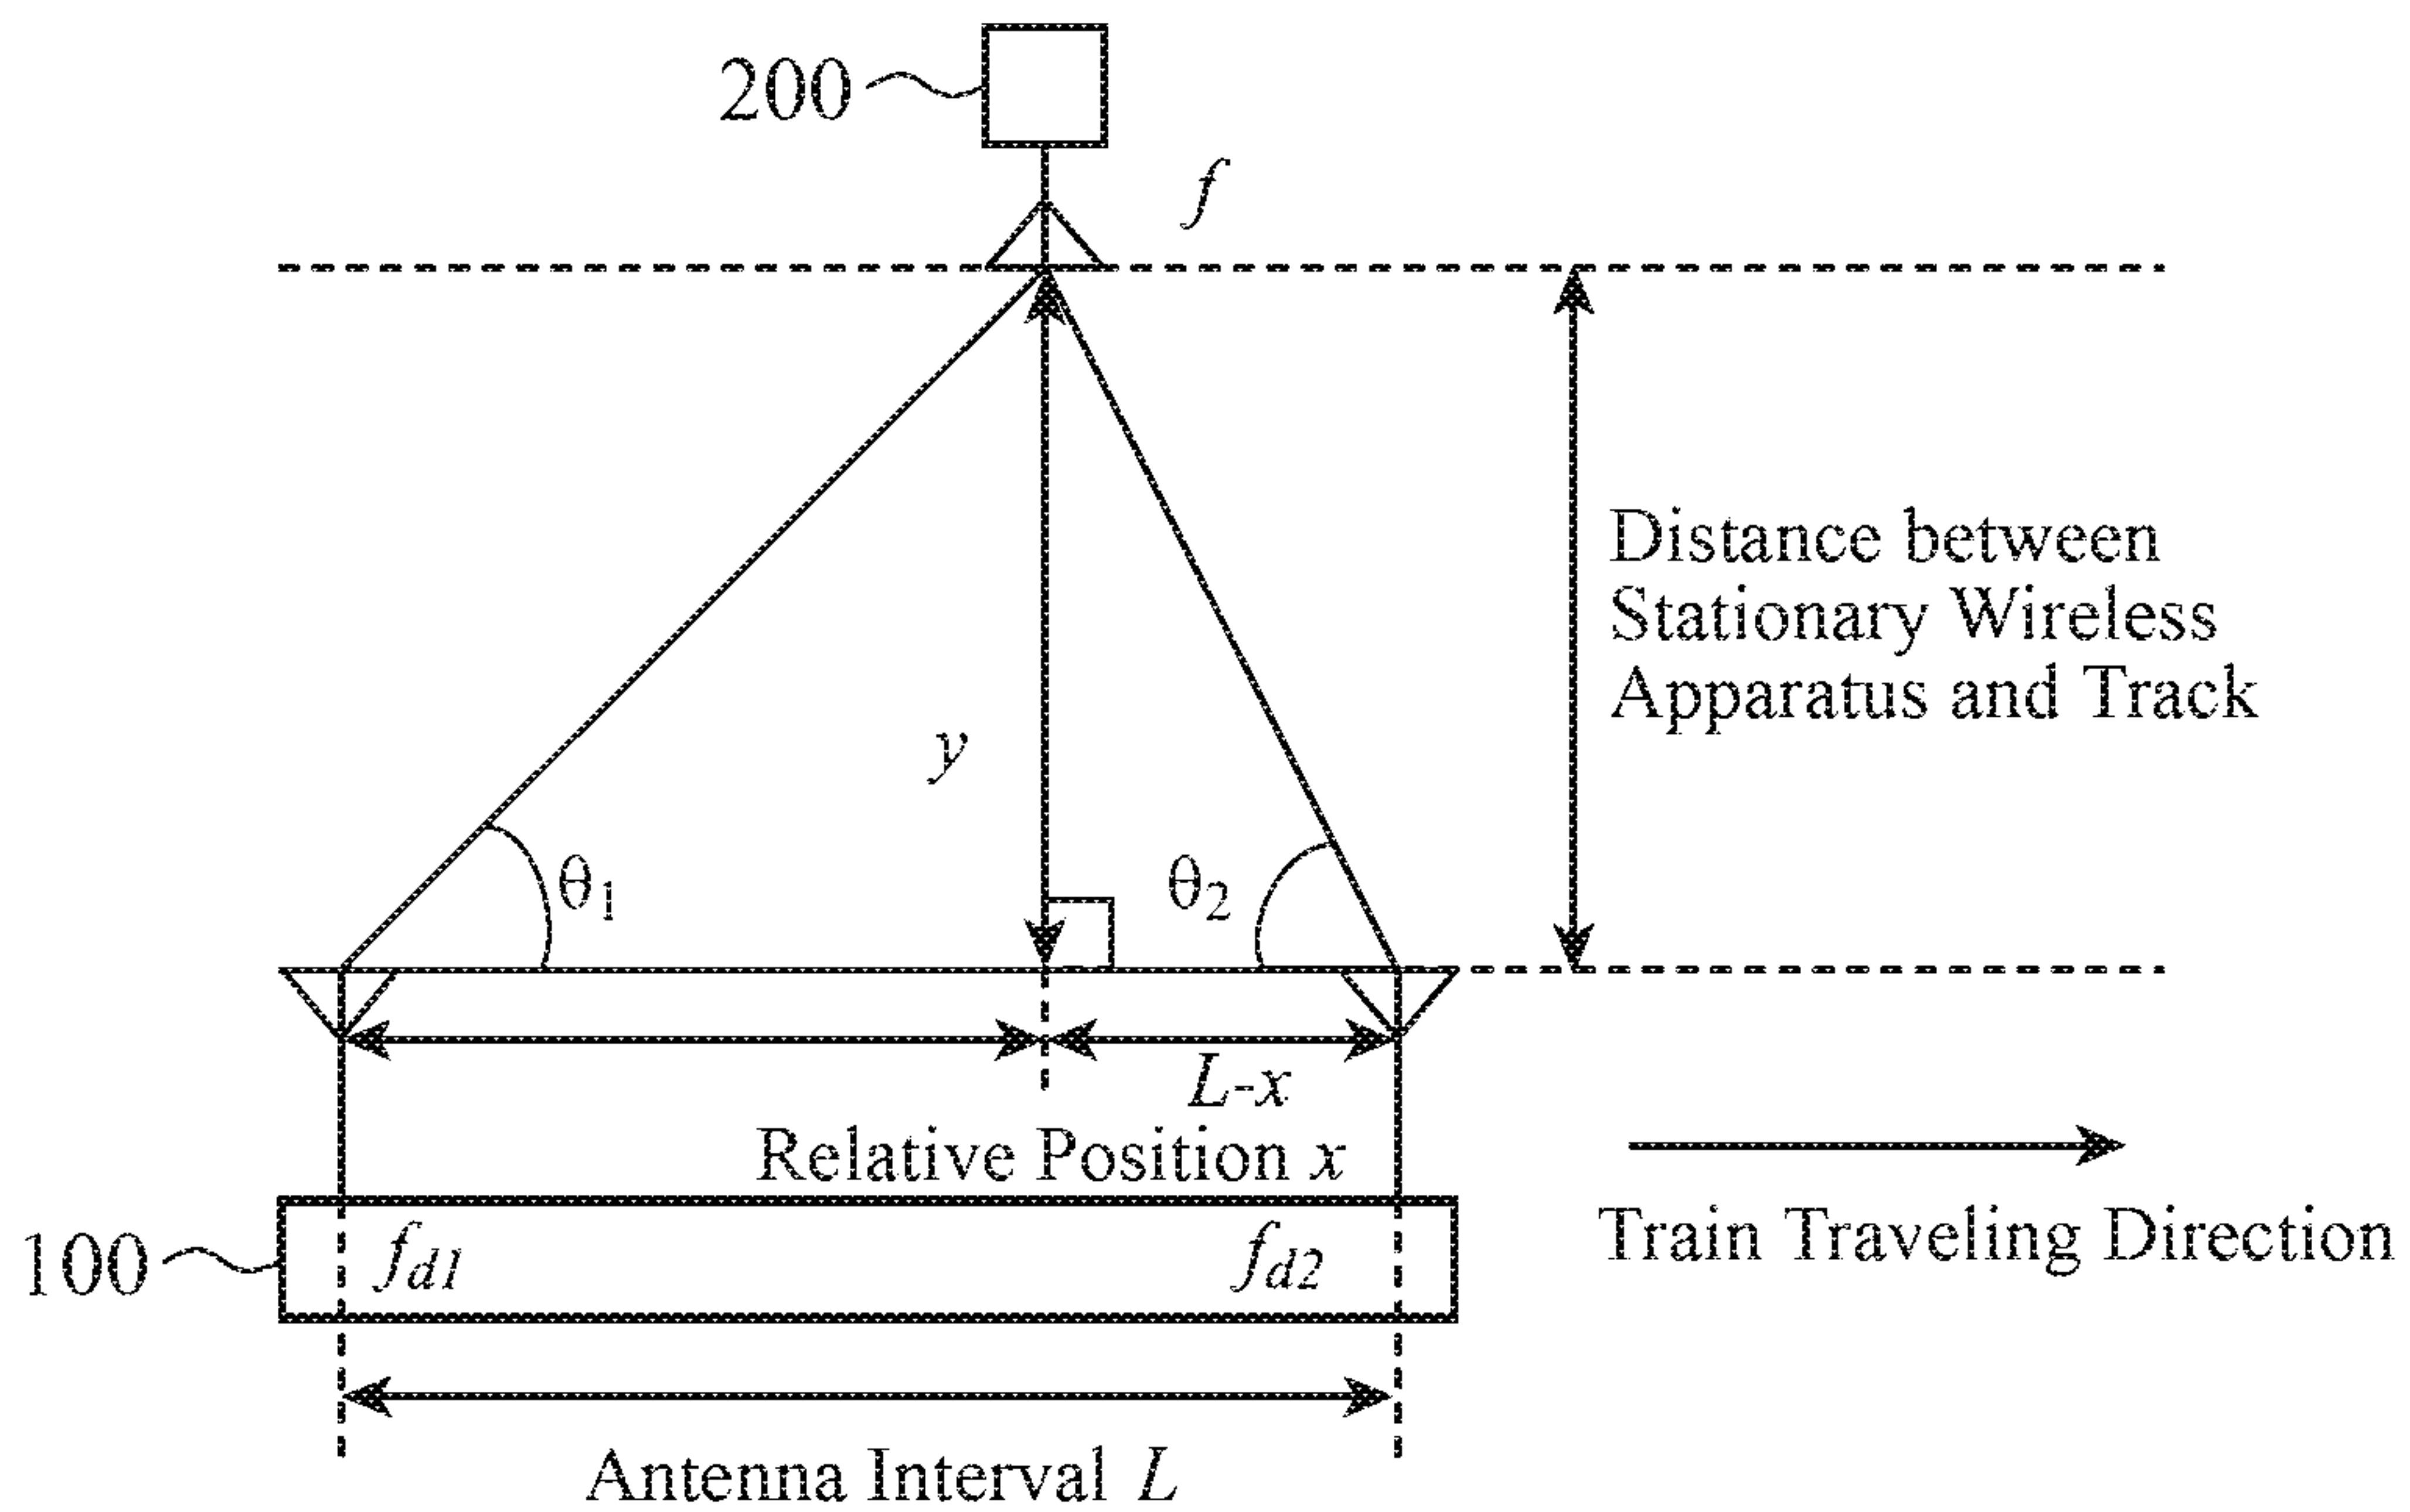 200
f
Distance between
Stationary Wireless
Apparatus and Track
y
θ1
θ2
L-x
Relative Position x
100
fd1
fd2
Train Traveling Direction
Antenna Interval L